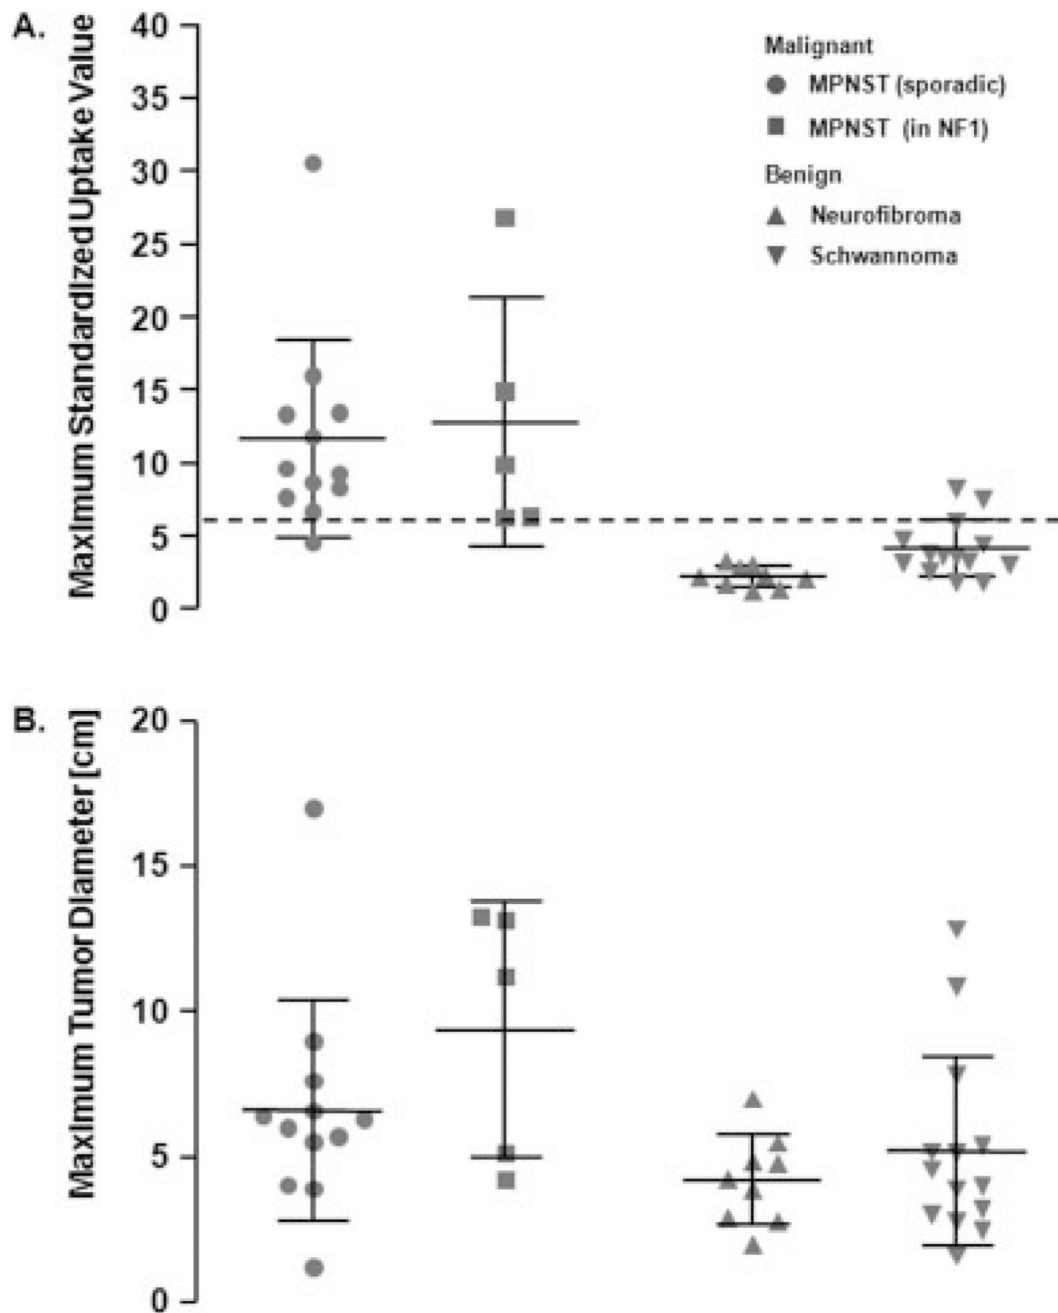 A.
Maximum Standardized Uptake Value
40
35
30
25
20
15
10
5
0
Malignant
MPNST (sporadic)
MPNST (in NF1)
Benign
Neurofibroma
Schwannoma
B.
Maximum Tumor Diameter [cm]
20
15
10
5
0